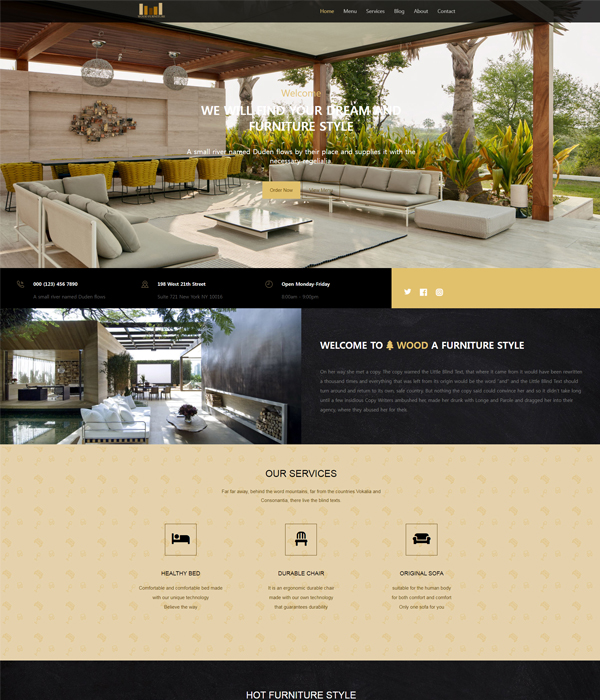 Home Menu Services Blog About Contact
Welcome
WE WILL FIND YOUR DREAM AND
FURNITURE STYLE
A small river named Duden flows by their place and supplies it with the
necessary regelialia.
Order Now View Menu
000 (123) 456 7890
A small river named Duden flows
198 West 21th Street
Suite 721 New York NY 10016
Open Monday-Friday
8:00am - 9:00pm
WELCOME TO WOOD A FURNITURE STYLE
On her way she met a copy. The copy warned the Little Blind Text, that where it came from it would have been rewritten
a thousand times and everything that was left from its origin would be the word "and" and the Little Blind Text should
turn around and return to its own, safe country. But nothing the copy said could convince her and so it didn't take long
until a few insidious Copy Writers ambushed her, made her drunk with Longe and Parole and dragged her into their
agency, where they abused her for their.
OUR SERVICES
Far far away, behind the word mountains, far from the countries Vokalia and
Consonantia, there live the blind texts.
HEALTHY BED
Comfortable and comfortable bed made
with our unique technology
Believe the way
DURABLE CHAIR
It is an ergonomic durable chair
made with our own technology
that guarantees durability
ORIGINAL SOFA
suitable for the human body
for both comfort and comfort
Only one sofa for you
HOT FURNITURE STYLE